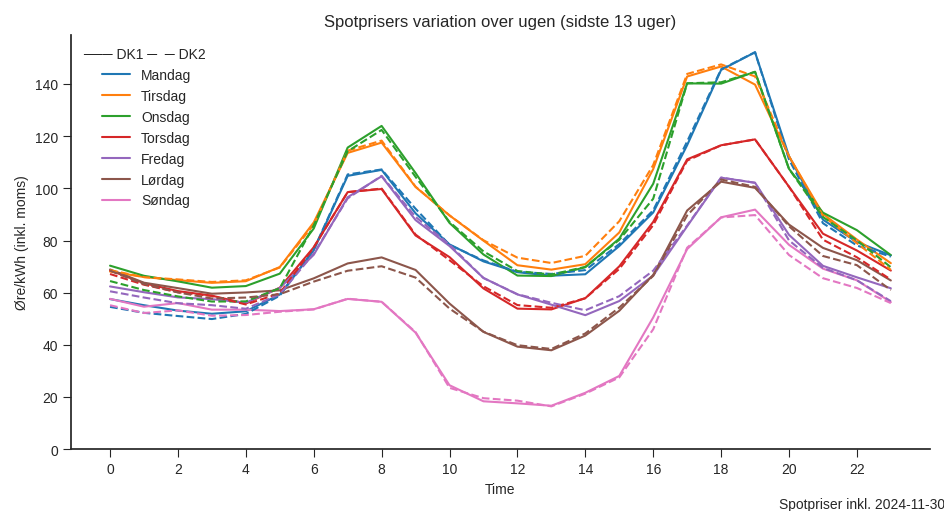 Spotprisers variation over ugen (sidste 13 uger)
DK1 DK2
Mandag
Tirsdag
Onsdag
Torsdag
Fredag
Lørdag
Søndag
Øre/kWh (inkl. moms)
140
120
100
80
60
40
20
0
0 2 4 6 8 10 12 14 16 18 20 22
Time
Spotpriser inkl. 2024-11-30